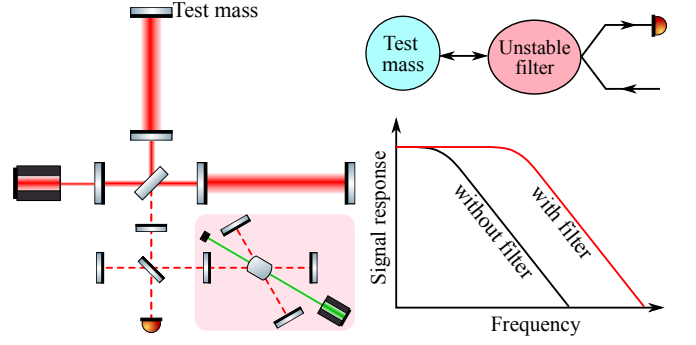 Test mass
Test
mass
Unstable
filter
Signal response
without filter
with filter
Frequency